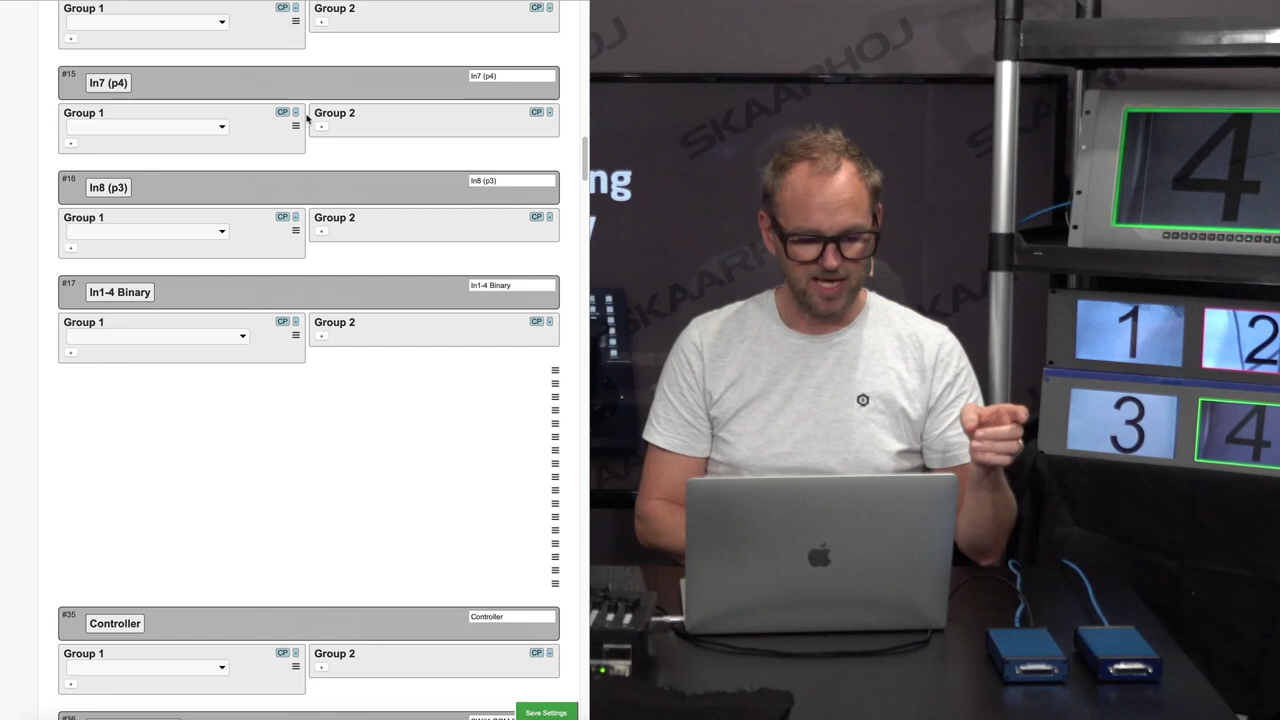 Group 1
CP -
Group 2
CP -
+
+
#15
In7 (p4)
In7 (p4)
Group 1
CP -
Group 2
CP -
+
+
#16
In8 (p3)
In8 (p3)
Group 1
CP -
Group 2
CP -
+
+
#17
In1-4 Binary
In1-4 Binary
Group 1
CP -
Group 2
CP -
+
+
#35
Controller
Controller
Group 1
CP -
Group 2
CP -
+
+
#36
Save Settings
ng
SKAARHOJ
SKAARHOJ
4
1
2
3
4